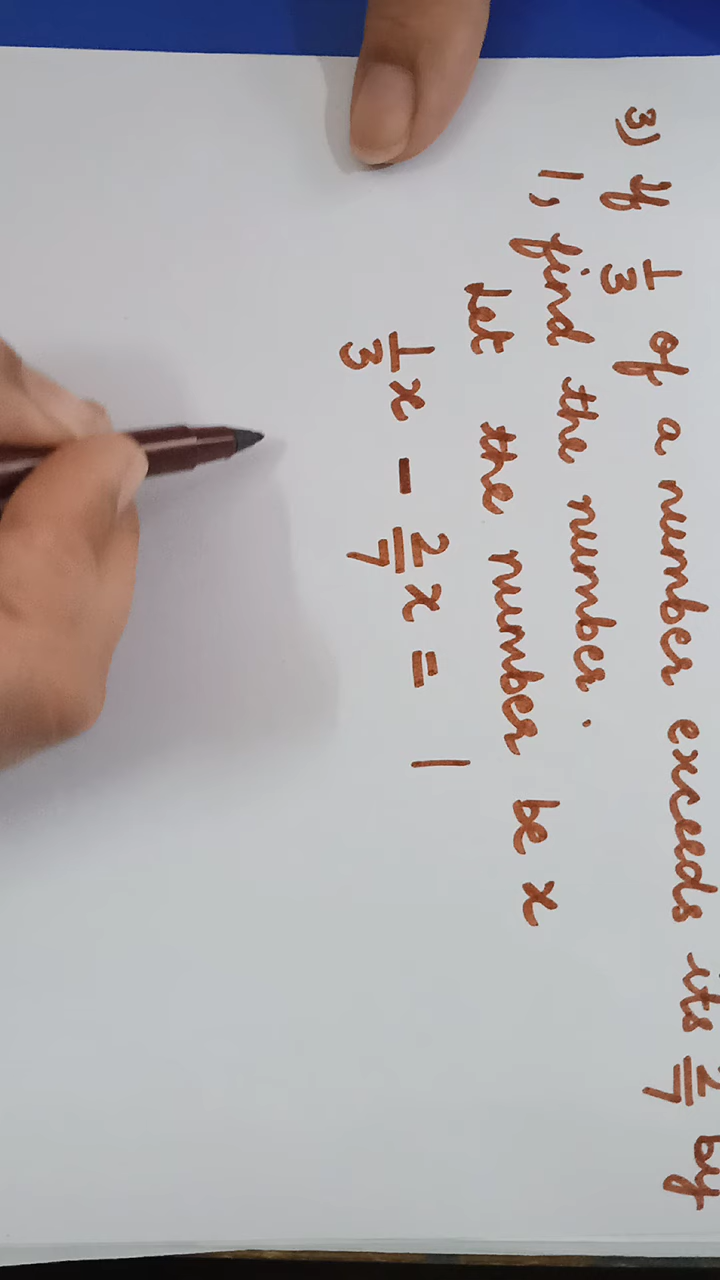 3) If 1/3 of a number exceeds its 2/7 by
1, find the number.
Let the number be x
1/3 x - 2/7 x = 1